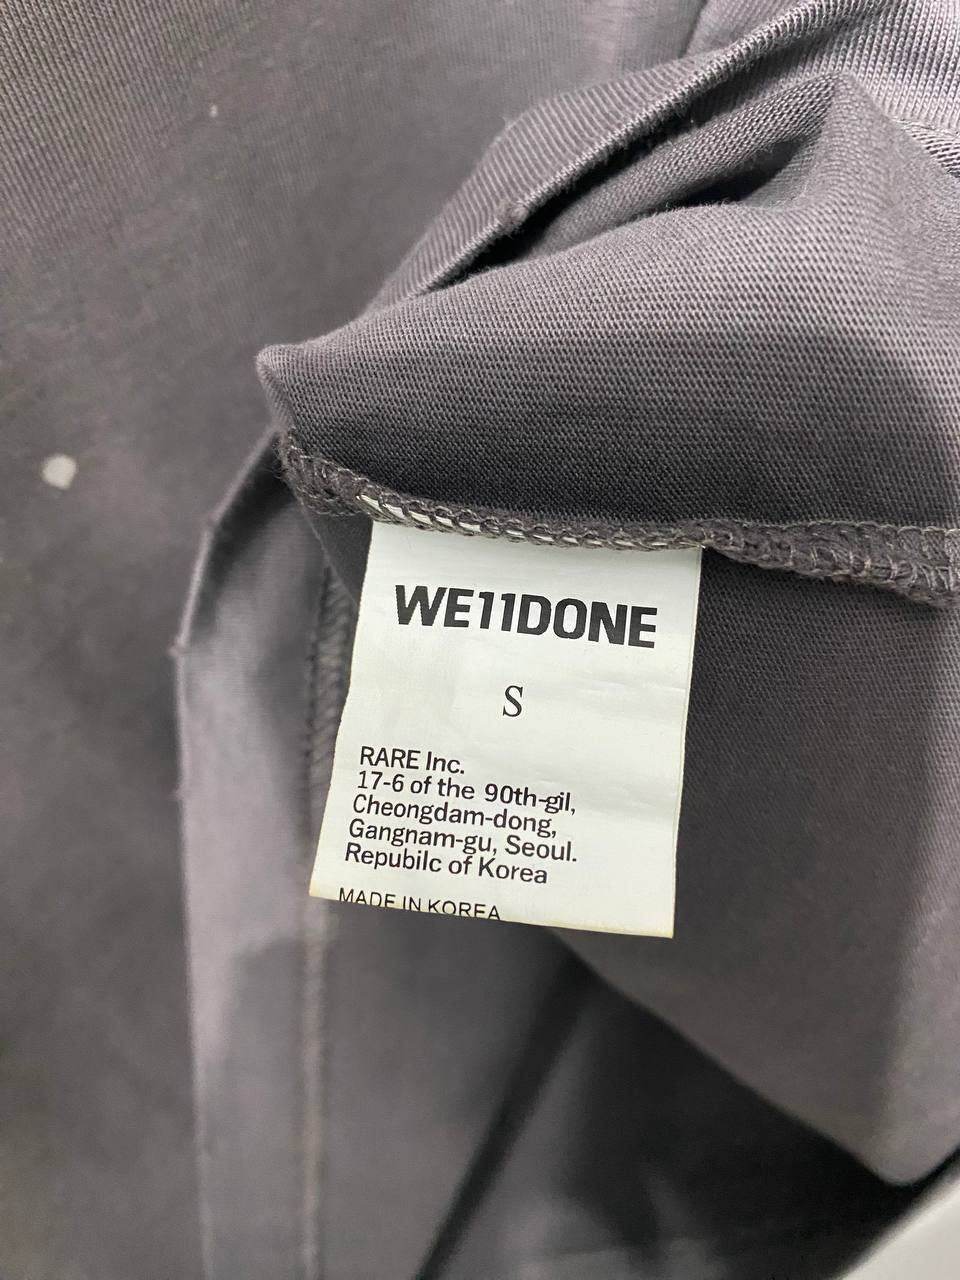 WE11DONE
S
RARE Inc.
17-6 of the 90th-gil,
Cheongdam-dong,
Gangnam-gu, Seoul.
Repubilc of Korea
MADE IN KOREA